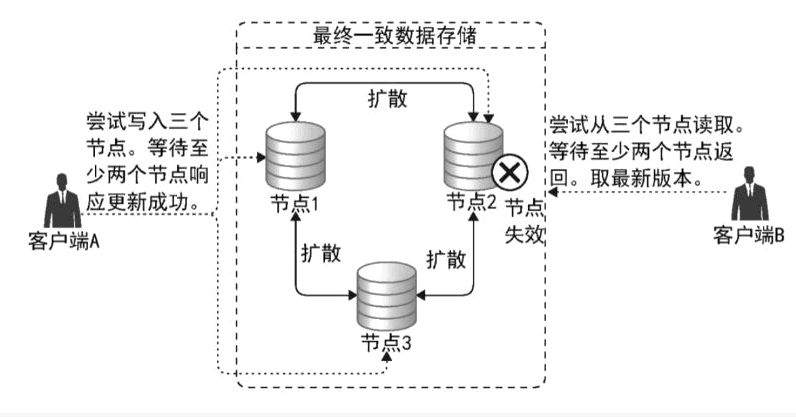 最终一致数据存储
扩散
尝试写入三个
节点。等待至
少两个节点响
应更新成功。
尝试从三个节点读取。
等待至少两个节点返
回。取最新版本。
节点1
节点2
节点
失效
客户端A
客户端B
扩散
扩散
节点3